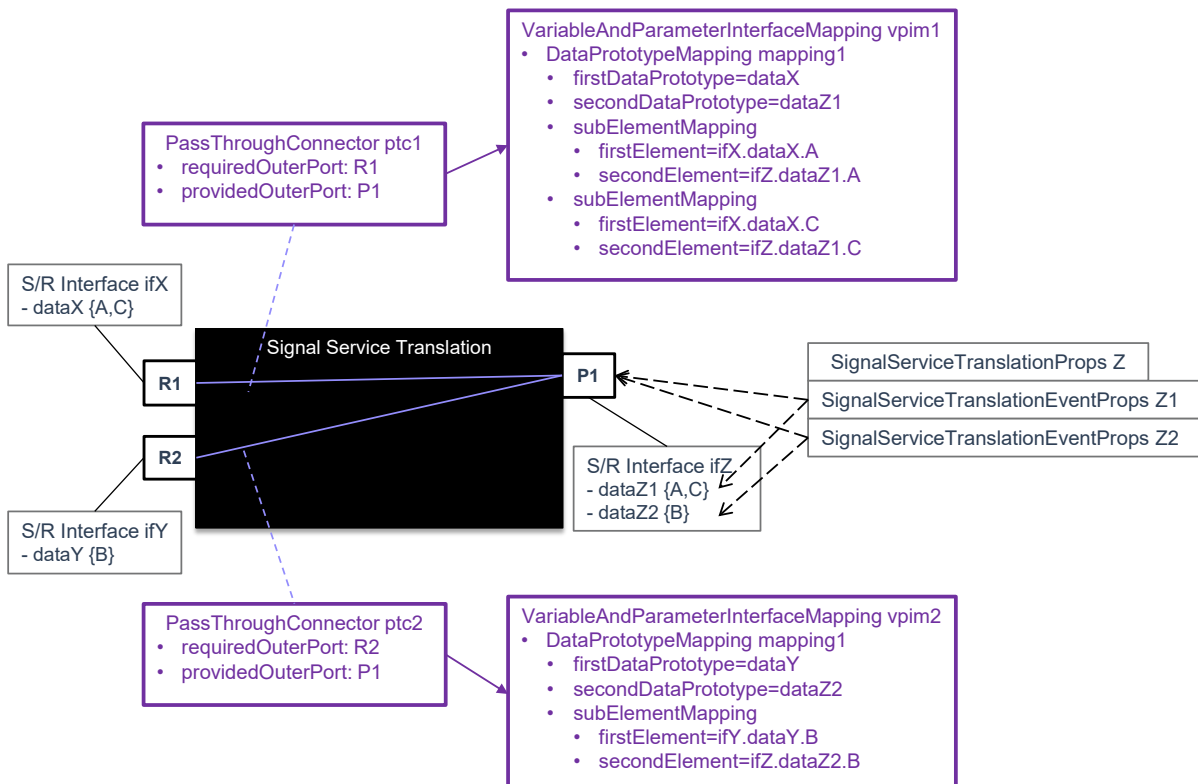 VariableAndParameterInterfaceMapping vpim1
• DataPrototypeMapping mapping1
• firstDataPrototype=dataX
• secondDataPrototype=dataZ1
• subElementMapping
• firstElement=ifX.dataX.A
• secondElement=ifZ.dataZ1.A
• subElementMapping
• firstElement=ifX.dataX.C
• secondElement=ifZ.dataZ1.C
PassThroughConnector ptc1
• requiredOuterPort: R1
• providedOuterPort: P1
S/R Interface ifX
- dataX {A,C}
Signal Service Translation
R1
P1
R2
SignalServiceTranslationProps Z
SignalServiceTranslationEventProps Z1
SignalServiceTranslationEventProps Z2
S/R Interface ifZ
- dataZ1 {A,C}
- dataZ2 {B}
S/R Interface ifY
- dataY {B}
PassThroughConnector ptc2
• requiredOuterPort: R2
• providedOuterPort: P1
VariableAndParameterInterfaceMapping vpim2
• DataPrototypeMapping mapping1
• firstDataPrototype=dataY
• secondDataPrototype=dataZ2
• subElementMapping
• firstElement=ifY.dataY.B
• secondElement=ifZ.dataZ2.B